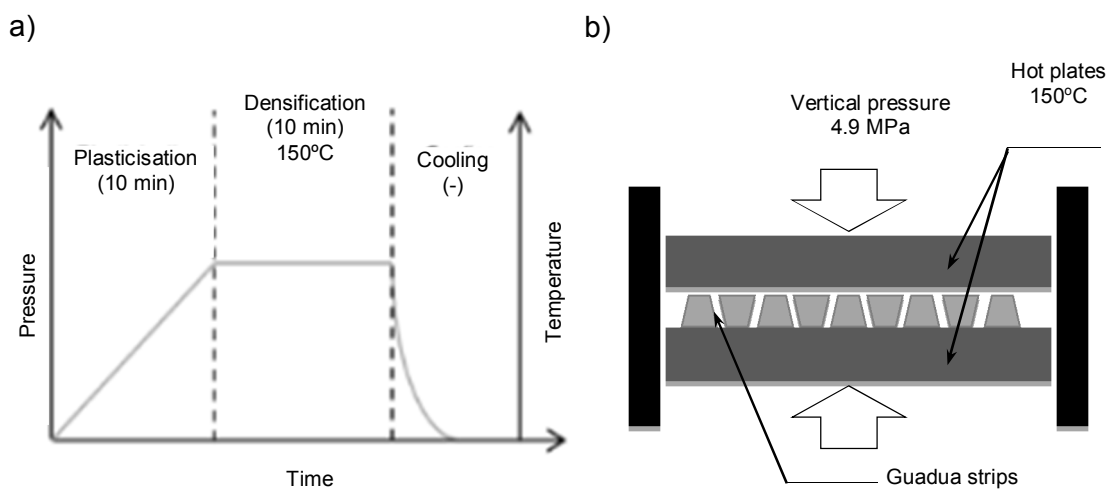 a)
Pressure
Plasticisation
(10 min)
Densification
(10 min)
150ºC
Cooling
(-)
Temperature
Time
b)
Vertical pressure
4.9 MPa
Hot plates
150ºC
Guadua strips